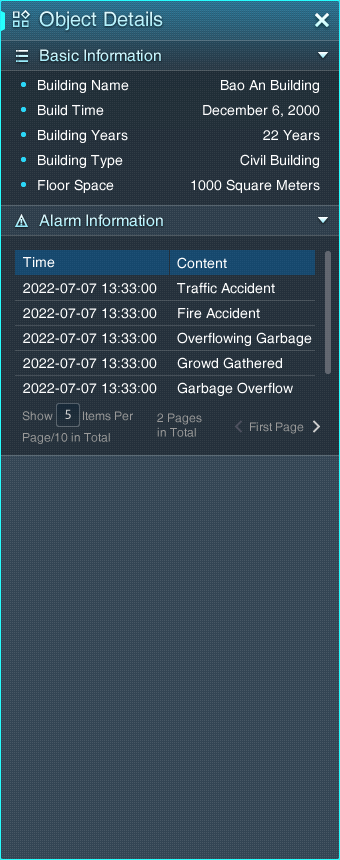 Object Details
Basic Information
Building Name Bao An Building
Build Time December 6, 2000
Building Years 22 Years
Building Type Civil Building
Floor Space 1000 Square Meters
Alarm Information
Time Content
2022-07-07 13:33:00 Traffic Accident
2022-07-07 13:33:00 Fire Accident
2022-07-07 13:33:00 Overflowing Garbage
2022-07-07 13:33:00 Growd Gathered
2022-07-07 13:33:00 Garbage Overflow
Show 5 Items Per
Page/10 in Total
2 Pages
in Total
First Page